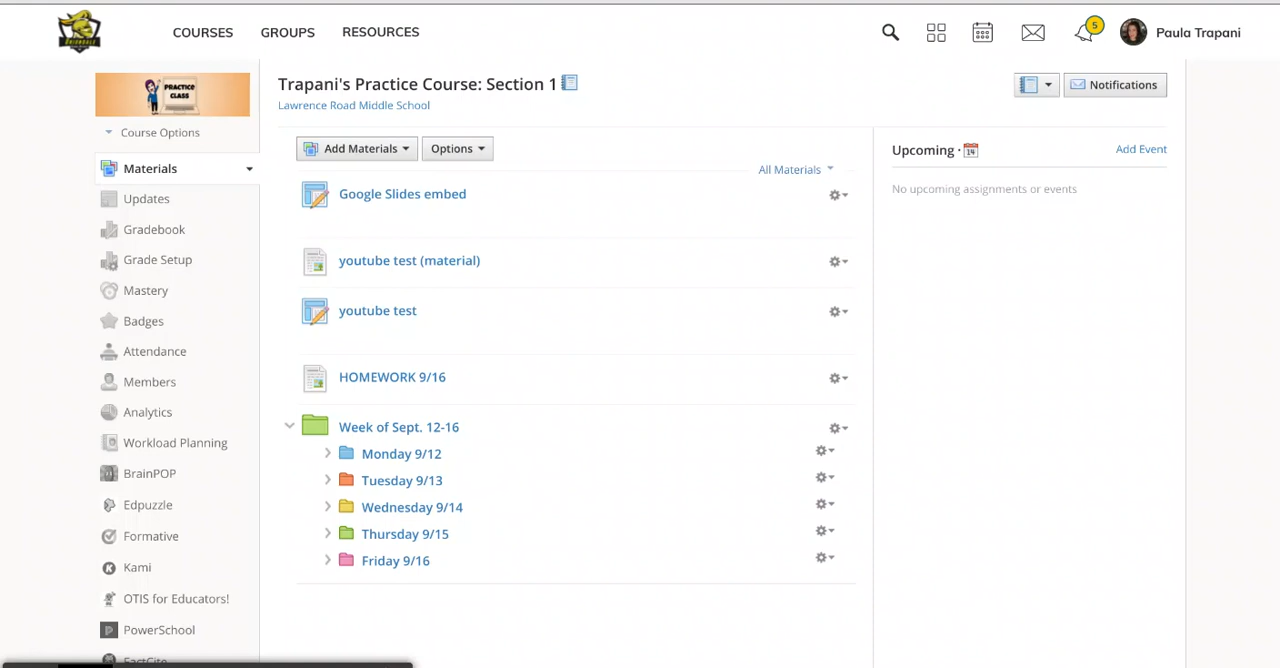 COURSES GROUPS RESOURCES 5 Paula Trapani
PRACTICE
CLASS
Trapani's Practice Course: Section 1
Notifications
Lawrence Road Middle School
Course Options
Materials
Updates
Gradebook
Grade Setup
Mastery
Badges
Attendance
Members
Analytics
Workload Planning
BrainPOP
Edpuzzle
Formative
Kami
OTIS for Educators!
PowerSchool
FactCite
Add Materials Options
All Materials
Google Slides embed
youtube test (material)
youtube test
HOMEWORK 9/16
Week of Sept. 12-16
Monday 9/12
Tuesday 9/13
Wednesday 9/14
Thursday 9/15
Friday 9/16
Upcoming · 14 Add Event
No upcoming assignments or events